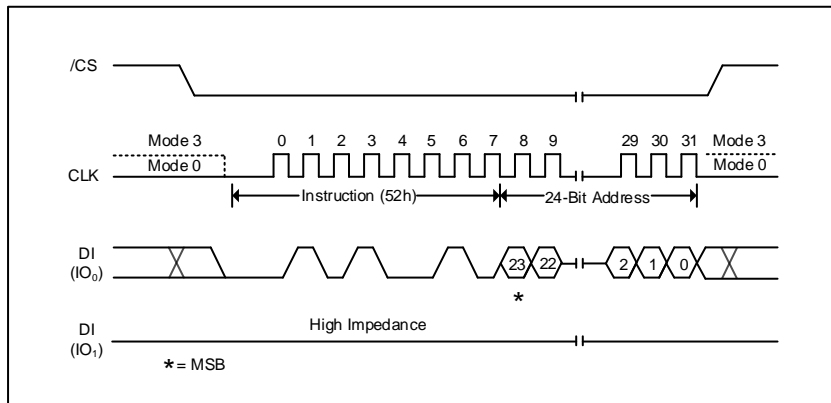 /CS
Mode 3 0 1 2 3 4 5 6 7 8 9 29 30 31 Mode 3
Mode 0 Mode 0
CLK
Instruction (52h) 24-Bit Address
DI
(IO₀)
23 22 2 1 0
*
High Impedance
DI
(IO₁)
* = MSB